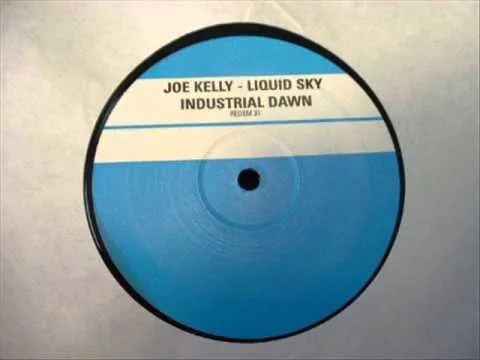 JOE KELLY - LIQUID SKY
INDUSTRIAL DAWN
REDEM 31